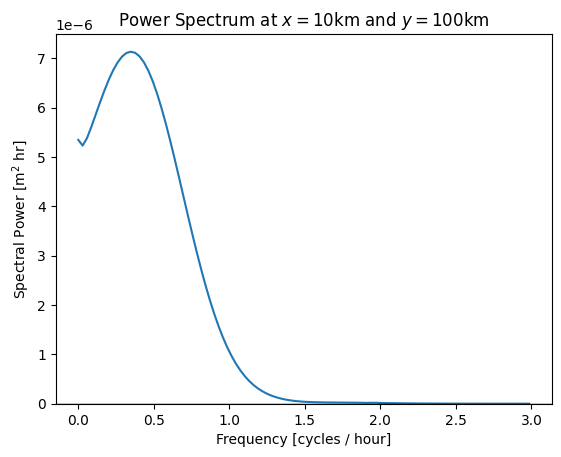 Power Spectrum at x = 10km and y = 100km
1e−6
7
6
5
4
3
2
1
0
Spectral Power [m² hr]
0.0 0.5 1.0 1.5 2.0 2.5 3.0
Frequency [cycles / hour]